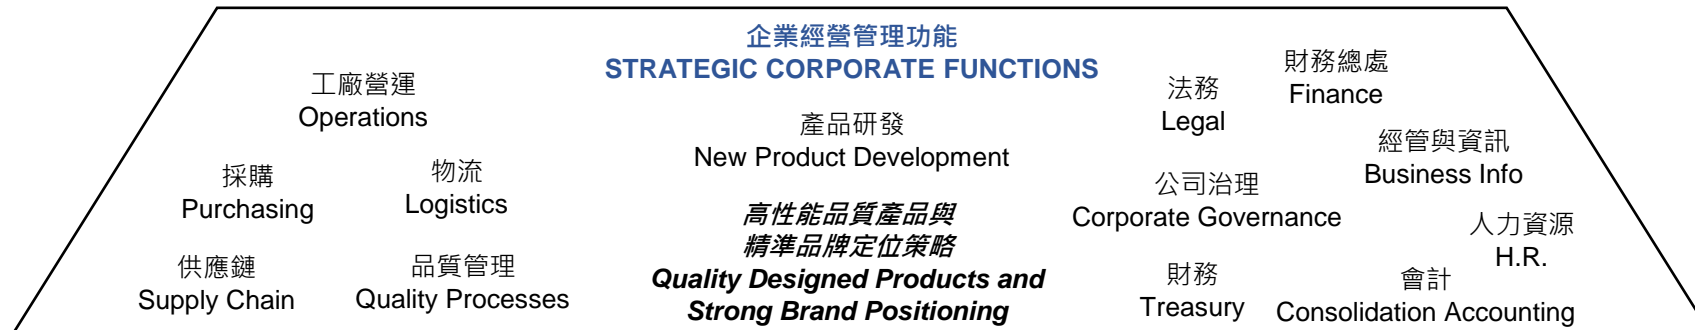 企業經營管理功能
STRATEGIC CORPORATE FUNCTIONS
工廠營運
Operations
採購
Purchasing
物流
Logistics
供應鏈
Supply Chain
品質管理
Quality Processes
產品研發
New Product Development
高性能品質產品與
精準品牌定位策略
Quality Designed Products and
Strong Brand Positioning
法務
Legal
財務總處
Finance
經管與資訊
Business Info
公司治理
Corporate Governance
人力資源
H.R.
財務
Treasury
會計
Consolidation Accounting